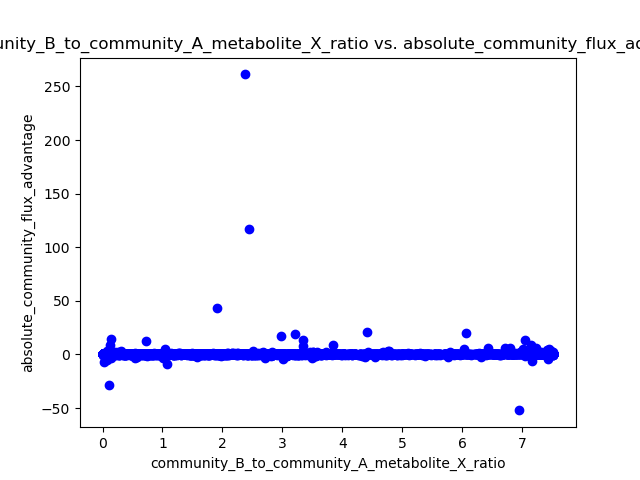 unity_B_to_community_A_metabolite_X_ratio vs. absolute_community_flux_ad
absolute_community_flux_advantage
250
200
150
100
50
0
−50
0 1 2 3 4 5 6 7
community_B_to_community_A_metabolite_X_ratio